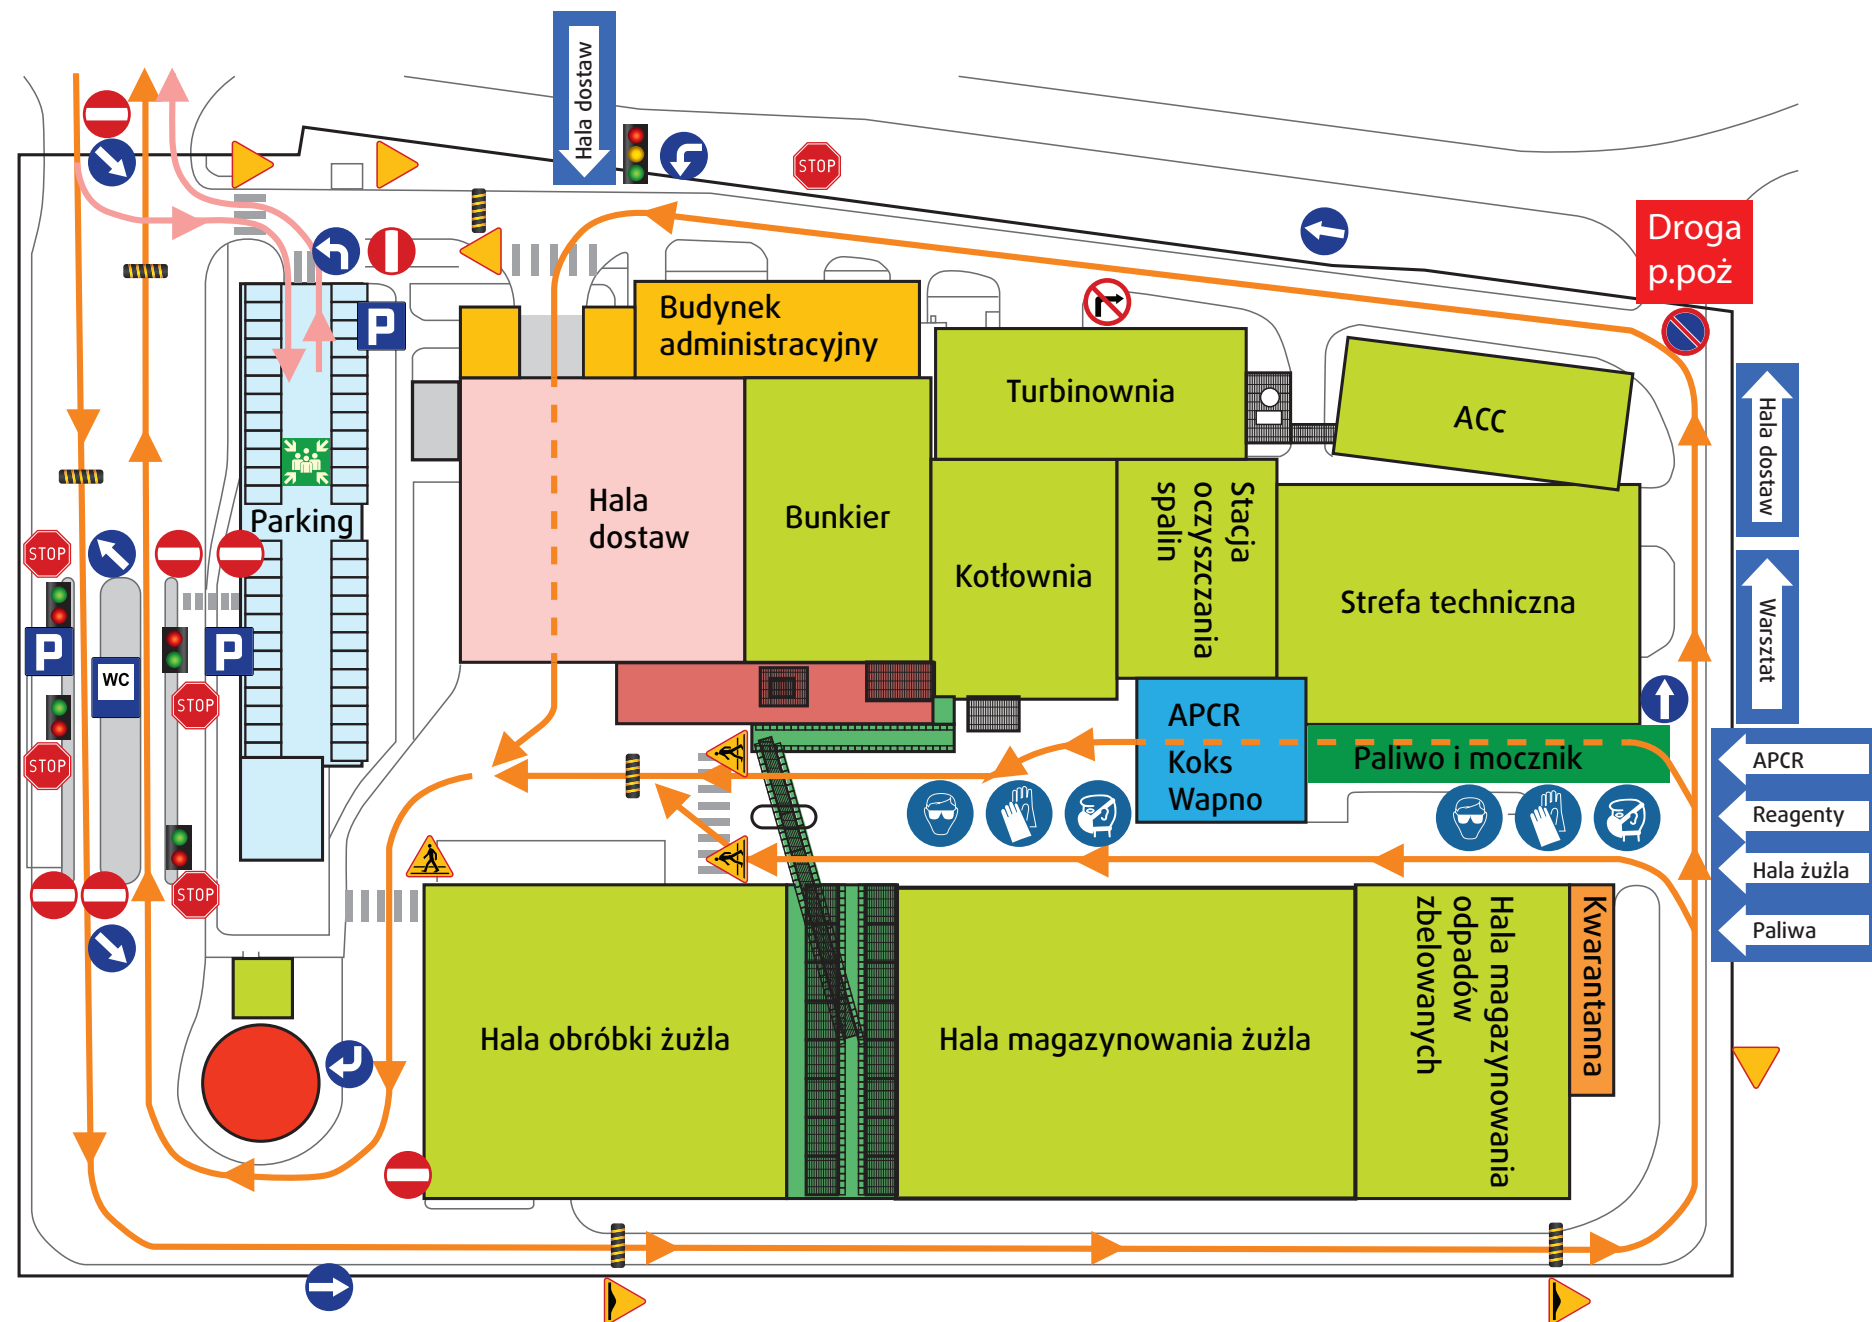 Hala dostaw
STOP
Droga
p.poż
Budynek
administracyjny
P
Turbinownia
ACC
Hala dostaw
Parking
Hala
dostaw
Bunkier
Stacja
oczyszczania
spalin
Kotłownia
Strefa techniczna
Warsztat
STOP
P
WC
P
STOP
STOP
STOP
APCR
Koks
Wapno
Paliwo i mocznik
APCR
Reagenty
Hala żużla
Paliwa
Hala obróbki żużla
Hala magazynowania żużla
Hala magazynowania
odpadów
zbelowanych
Kwarantanna